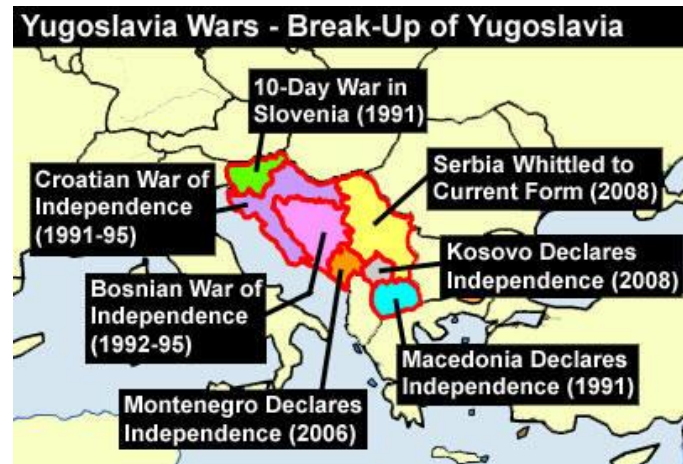 Yugoslavia Wars - Break-Up of Yugoslavia
10-Day War in
Slovenia (1991)
Croatian War of
Independence
(1991-95)
Serbia Whittled to
Current Form (2008)
Kosovo Declares
Independence (2008)
Bosnian War of
Independence
(1992-95)
Macedonia Declares
Independence (1991)
Montenegro Declares
Independence (2006)